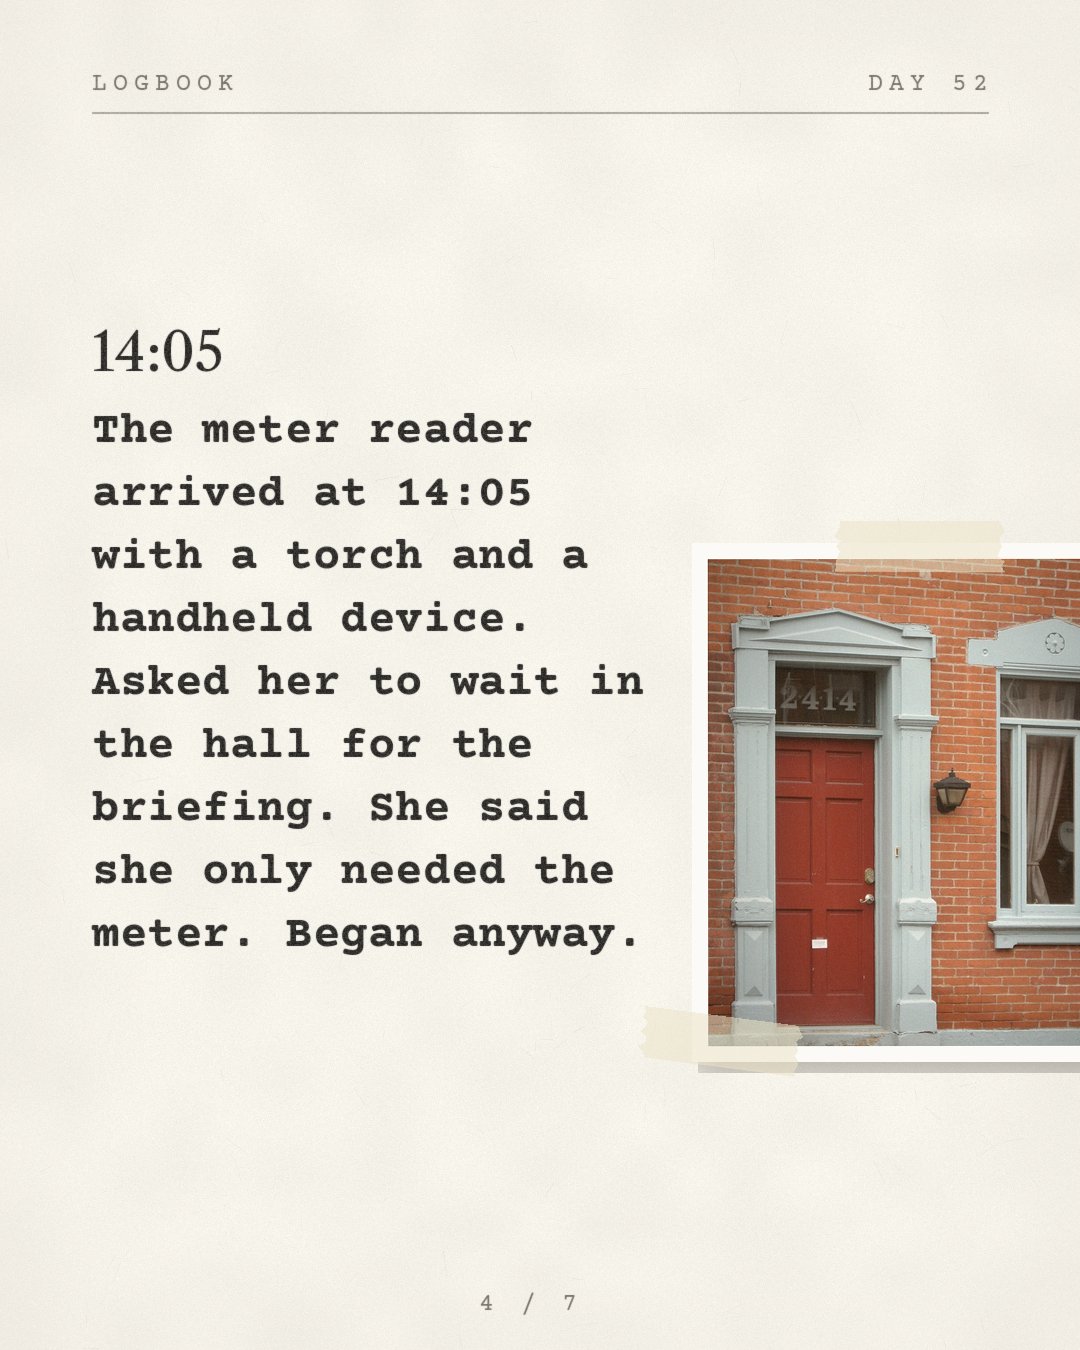 LOGBOOK DAY 52
14:05
The meter reader
arrived at 14:05
with a torch and a
handheld device.
Asked her to wait in
the hall for the
briefing. She said
she only needed the
meter. Began anyway.
2414
4 / 7